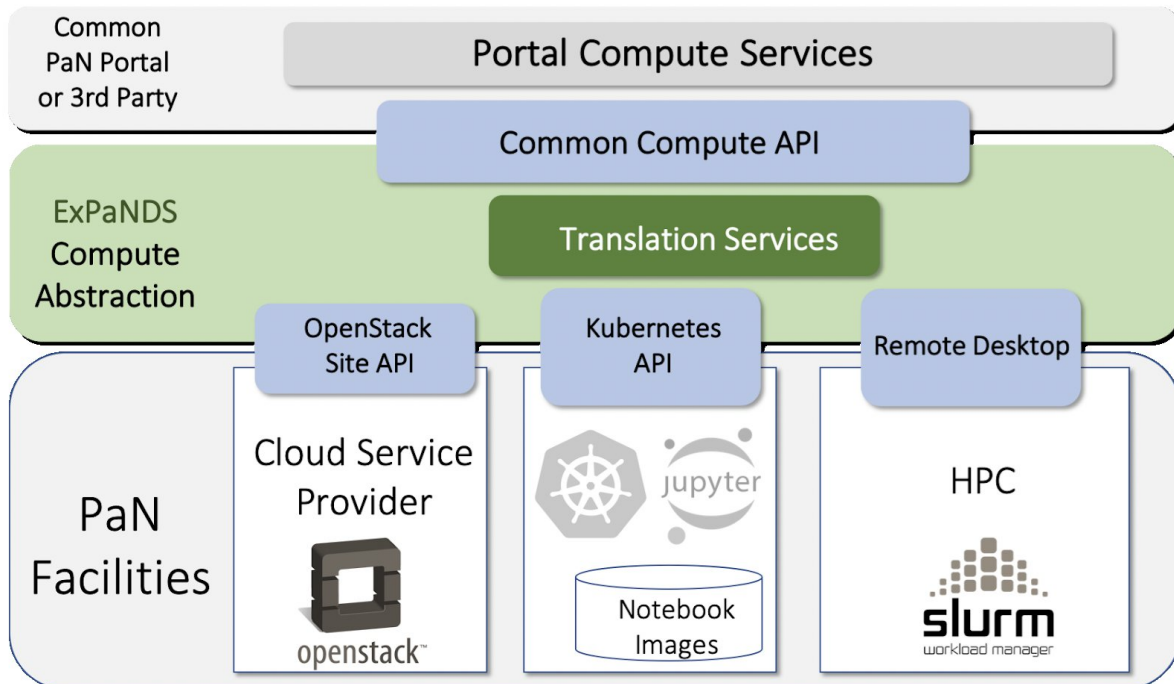 Common
PaN Portal
or 3rd Party
Portal Compute Services
Common Compute API
ExPaNDS
Compute
Abstraction
Translation Services
OpenStack
Site API
Kubernetes
API
Remote Desktop
PaN
Facilities
Cloud Service
Provider
openstack™
jupyter
Notebook
Images
HPC
slurm
workload manager